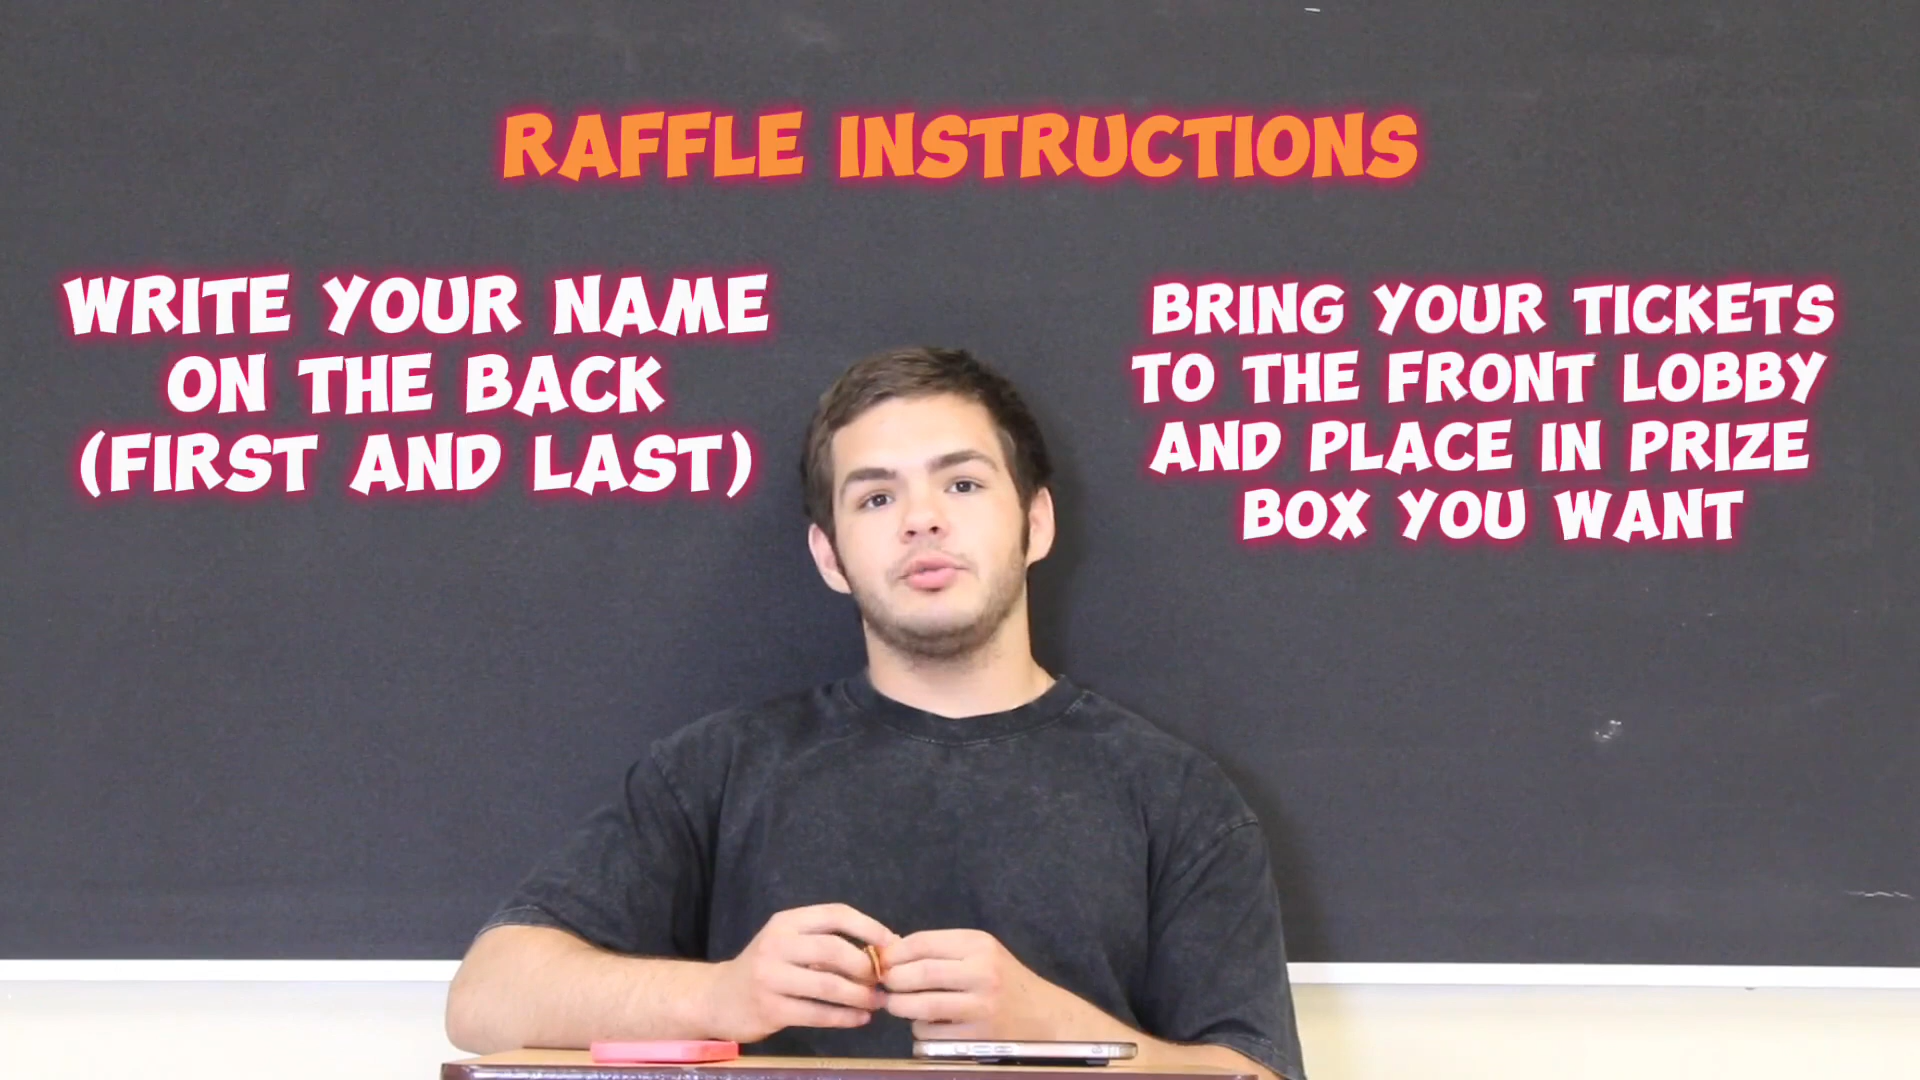 RAFFLE INSTRUCTIONS
WRITE YOUR NAME
ON THE BACK
(FIRST AND LAST)
BRING YOUR TICKETS
TO THE FRONT LOBBY
AND PLACE IN PRIZE
BOX YOU WANT